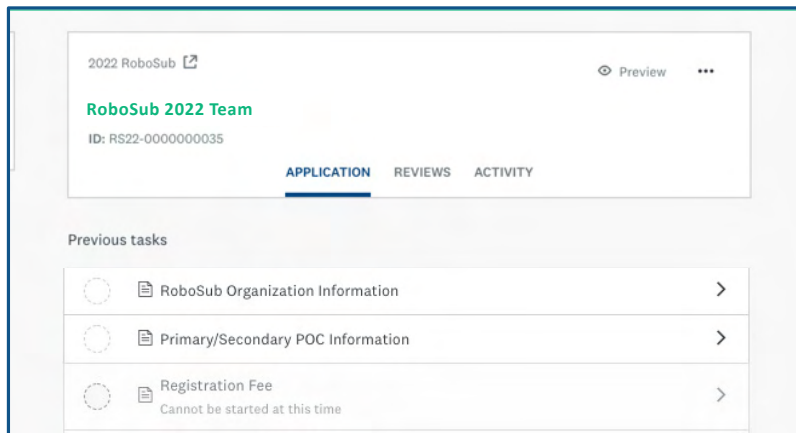 2022 RoboSub
Preview
RoboSub 2022 Team
ID: RS22-0000000035
APPLICATION REVIEWS ACTIVITY
Previous tasks
RoboSub Organization Information
Primary/Secondary POC Information
Registration Fee
Cannot be started at this time